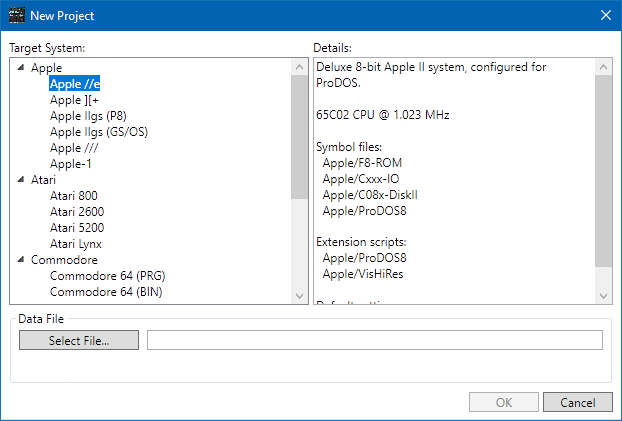 New Project
Target System:
Apple
Apple //e
Apple ][+
Apple IIgs (P8)
Apple IIgs (GS/OS)
Apple ///
Apple-1
Atari
Atari 800
Atari 2600
Atari 5200
Atari Lynx
Commodore
Commodore 64 (PRG)
Commodore 64 (BIN)
Details:
Deluxe 8-bit Apple II system, configured for
ProDOS.
65C02 CPU @ 1.023 MHz
Symbol files:
Apple/F8-ROM
Apple/Cxxx-IO
Apple/C08x-DiskII
Apple/ProDOS8
Extension scripts:
Apple/ProDOS8
Apple/VisHiRes
Data File
Select File...
OK
Cancel